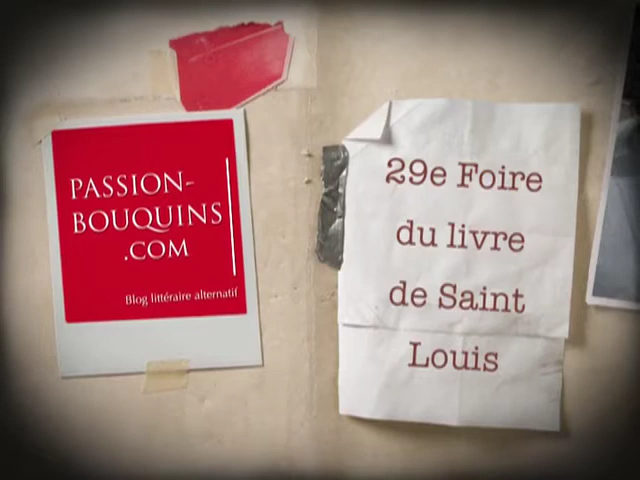 PASSION-
BOUQUINS
.COM
Blog littéraire alternatif
29e Foire
du livre
de Saint
Louis